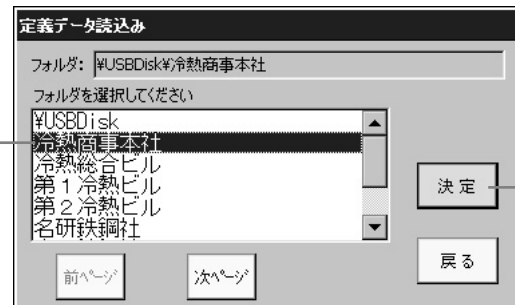 定義データ読込み
フォルダ: ¥USBDisk¥冷熱商事本社
フォルダを選択してください
¥USBDisk
冷熱商事本社
冷熱総合ビル
第１冷熱ビル
第２冷熱ビル
名研鉄鋼社
決定
前ページ
次ページ
戻る